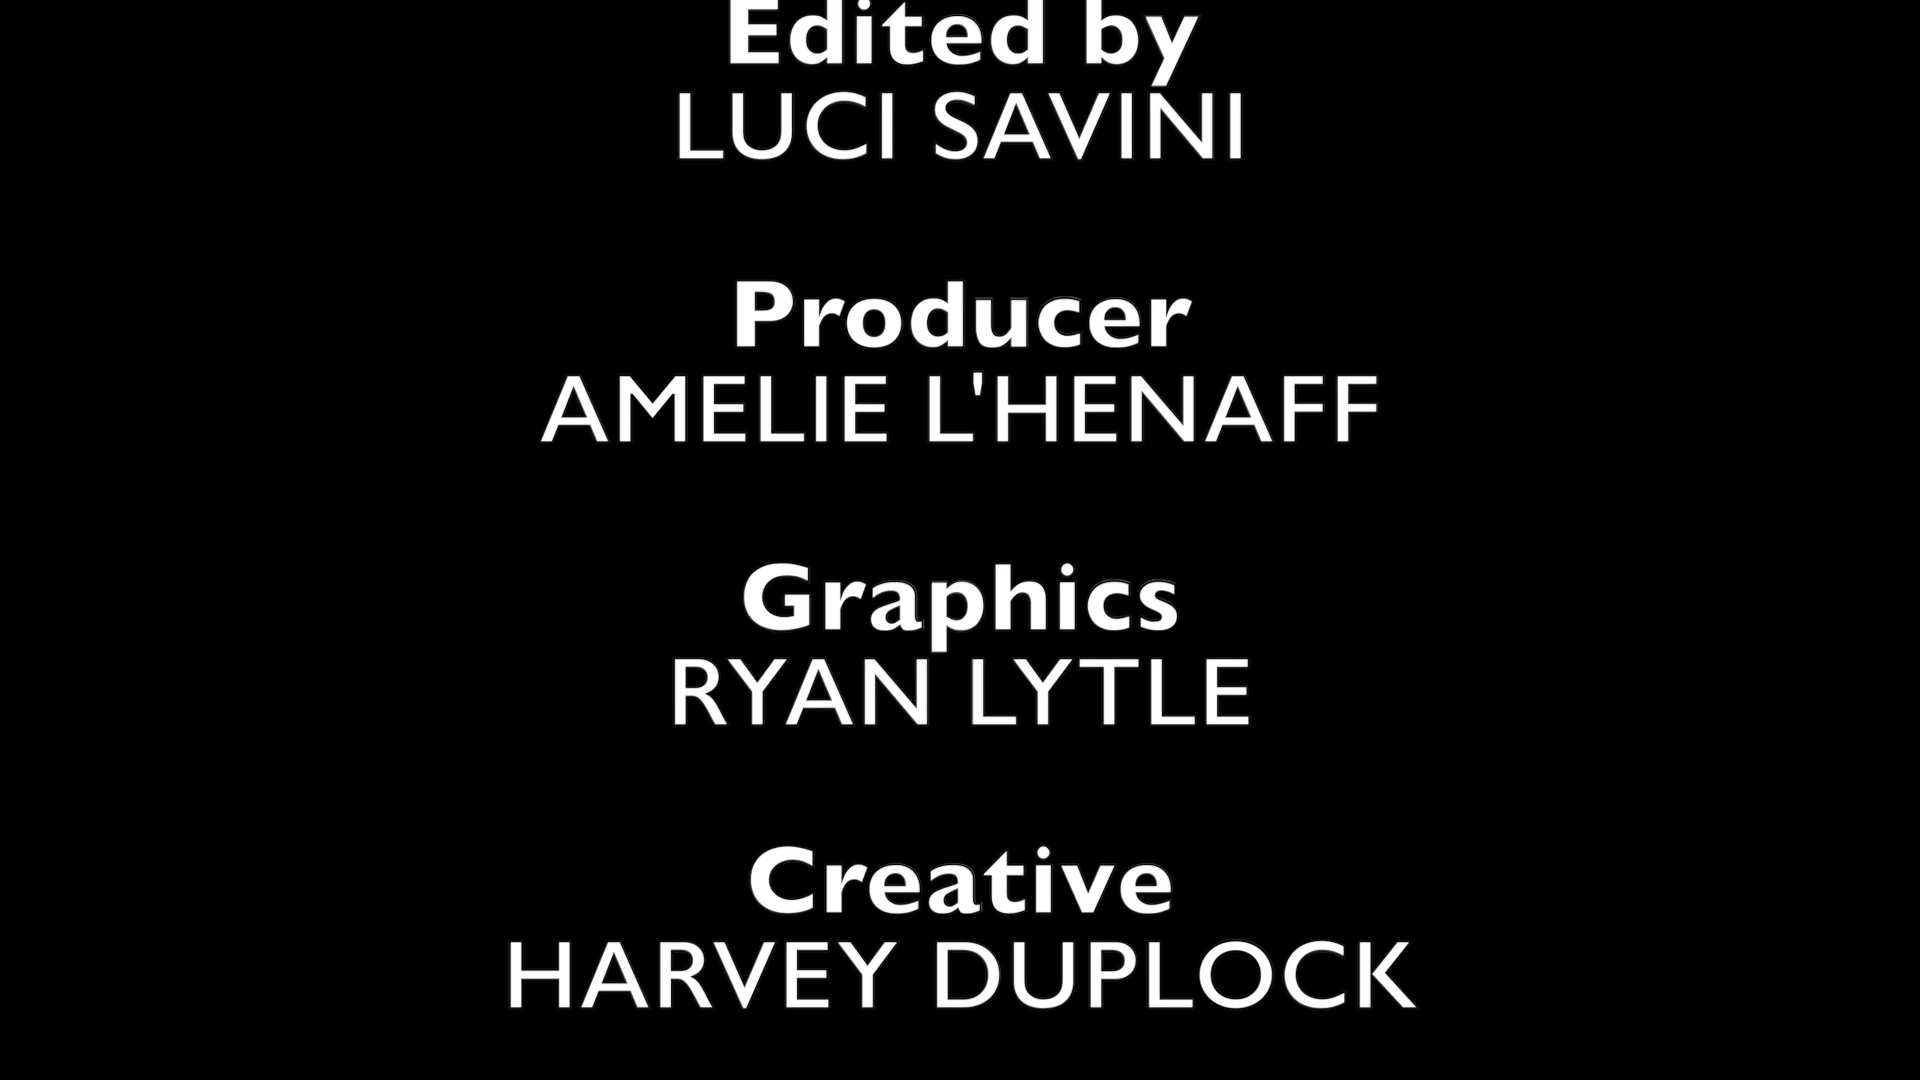 Edited by
LUCI SAVINI
Producer
AMELIE L'HENAFF
Graphics
RYAN LYTLE
Creative
HARVEY DUPLOCK